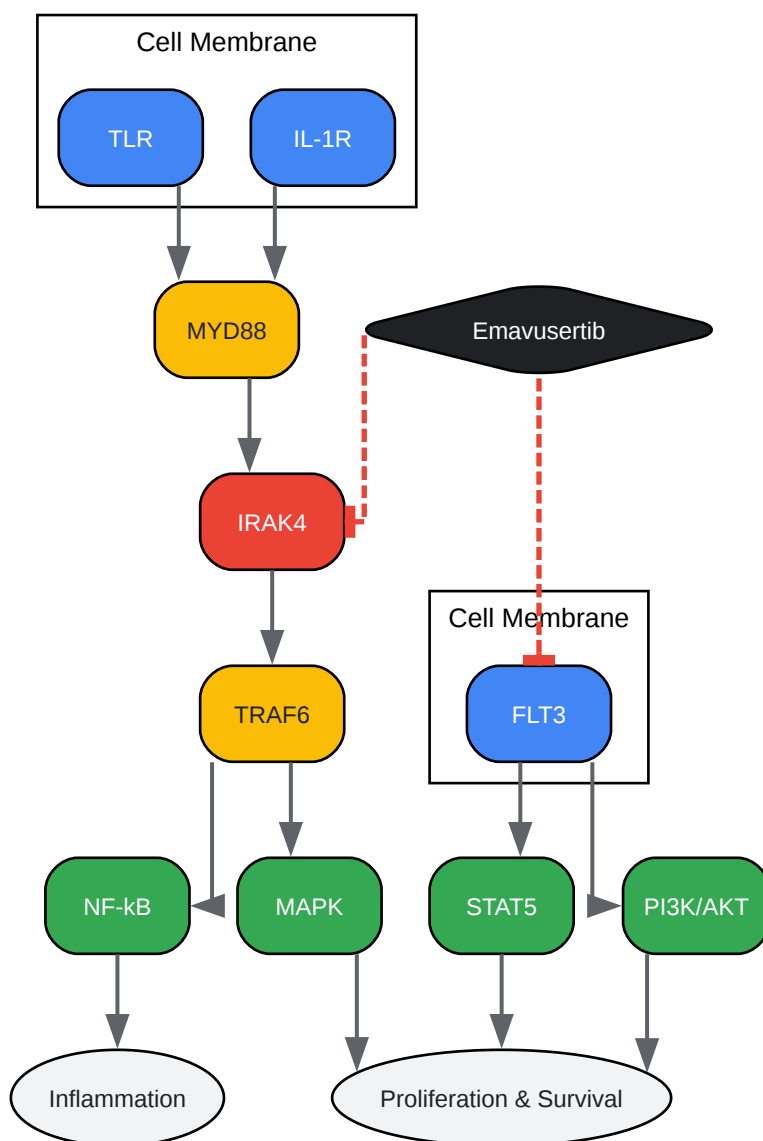 Cell Membrane
TLR
IL-1R
MYD88
Emavusertib
IRAK4
Cell Membrane
TRAF6
FLT3
NF-kB
MAPK
STAT5
PI3K/AKT
Inflammation
Proliferation & Survival